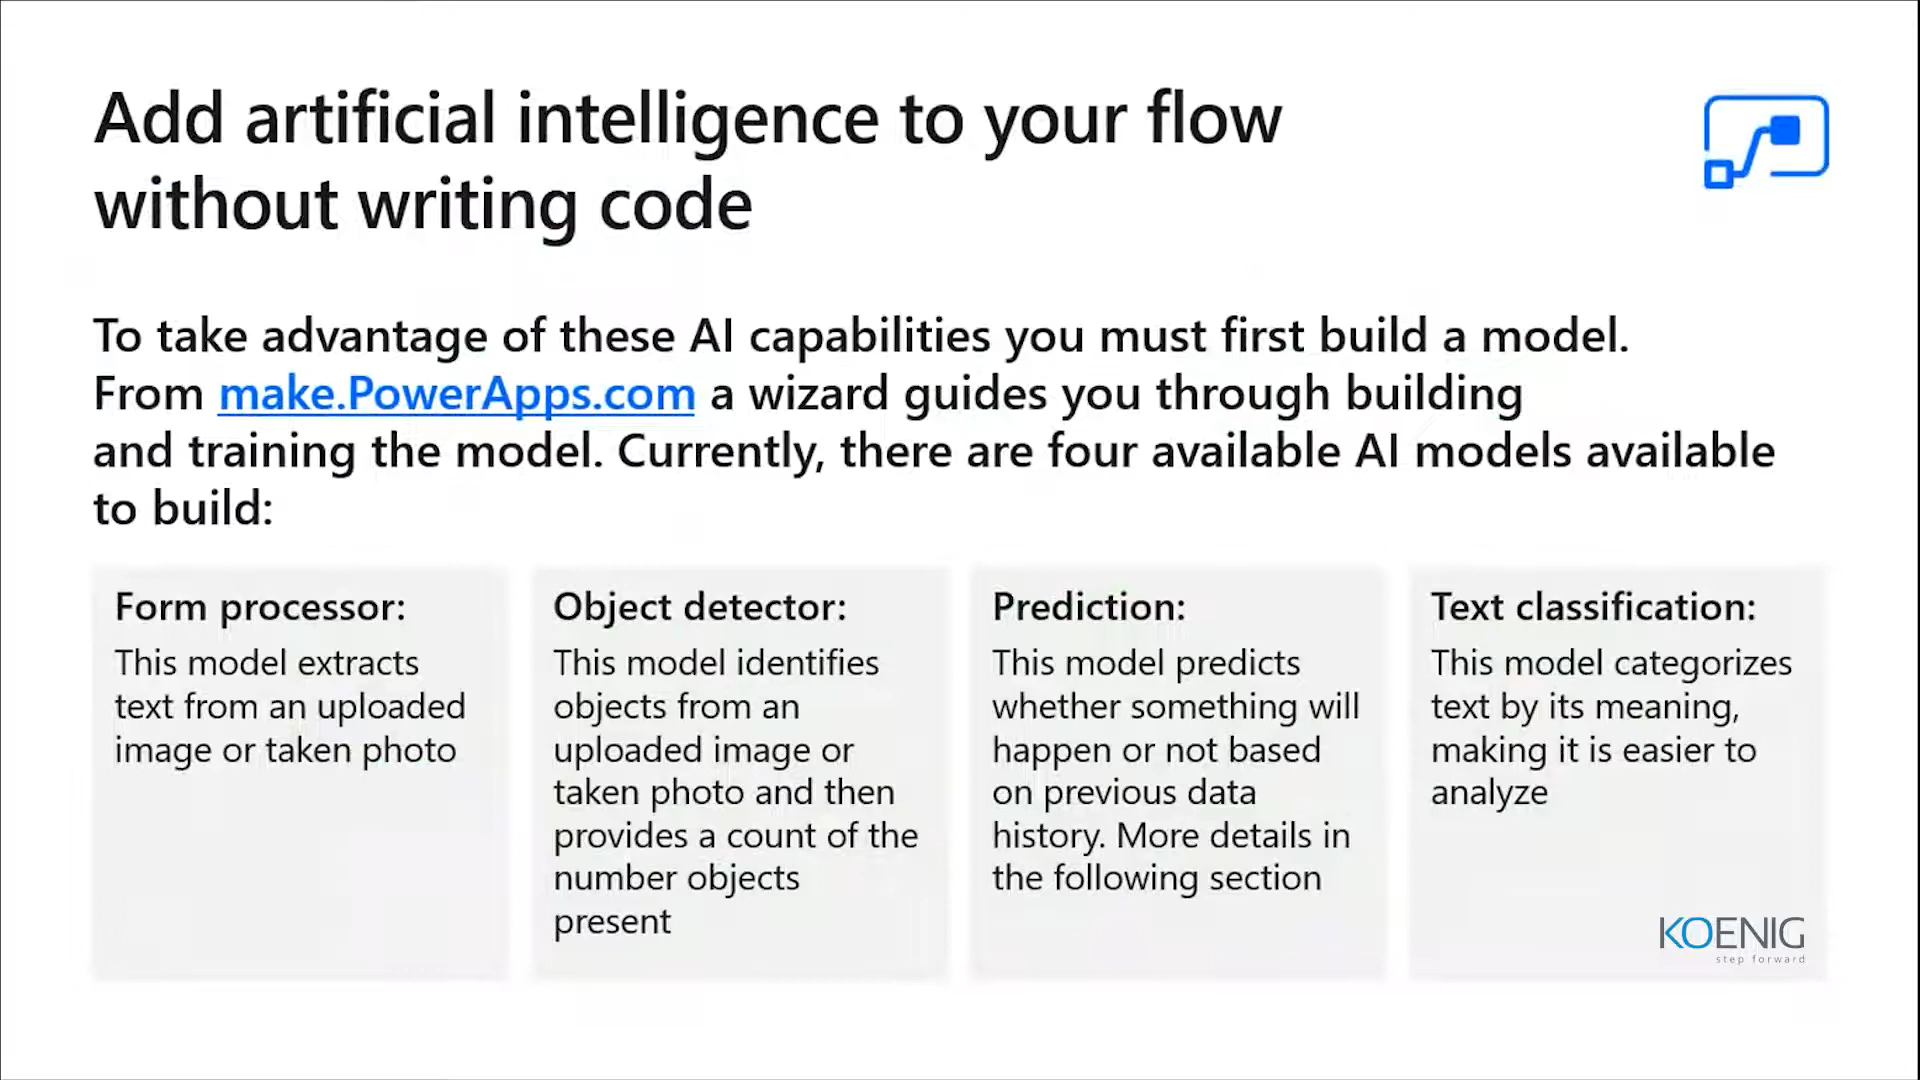 Add artificial intelligence to your flow
without writing code
To take advantage of these AI capabilities you must first build a model.
From make.PowerApps.com a wizard guides you through building
and training the model. Currently, there are four available AI models available
to build:
Form processor:
This model extracts
text from an uploaded
image or taken photo
Object detector:
This model identifies
objects from an
uploaded image or
taken photo and then
provides a count of the
number objects
present
Prediction:
This model predicts
whether something will
happen or not based
on previous data
history. More details in
the following section
Text classification:
This model categorizes
text by its meaning,
making it is easier to
analyze
KOENIG
step forward